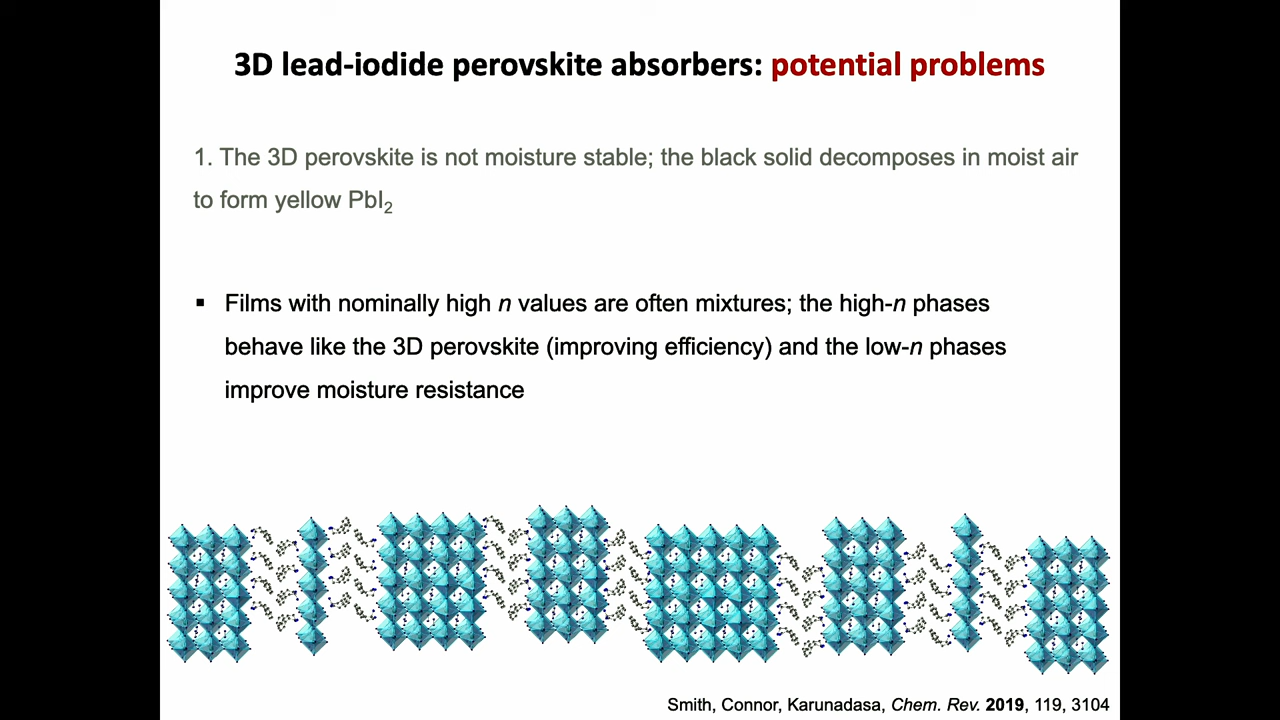 3D lead-iodide perovskite absorbers: potential problems
1. The 3D perovskite is not moisture stable; the black solid decomposes in moist air
to form yellow PbI₂
▪ Films with nominally high n values are often mixtures; the high-n phases
behave like the 3D perovskite (improving efficiency) and the low-n phases
improve moisture resistance
Smith, Connor, Karunadasa, Chem. Rev. 2019, 119, 3104